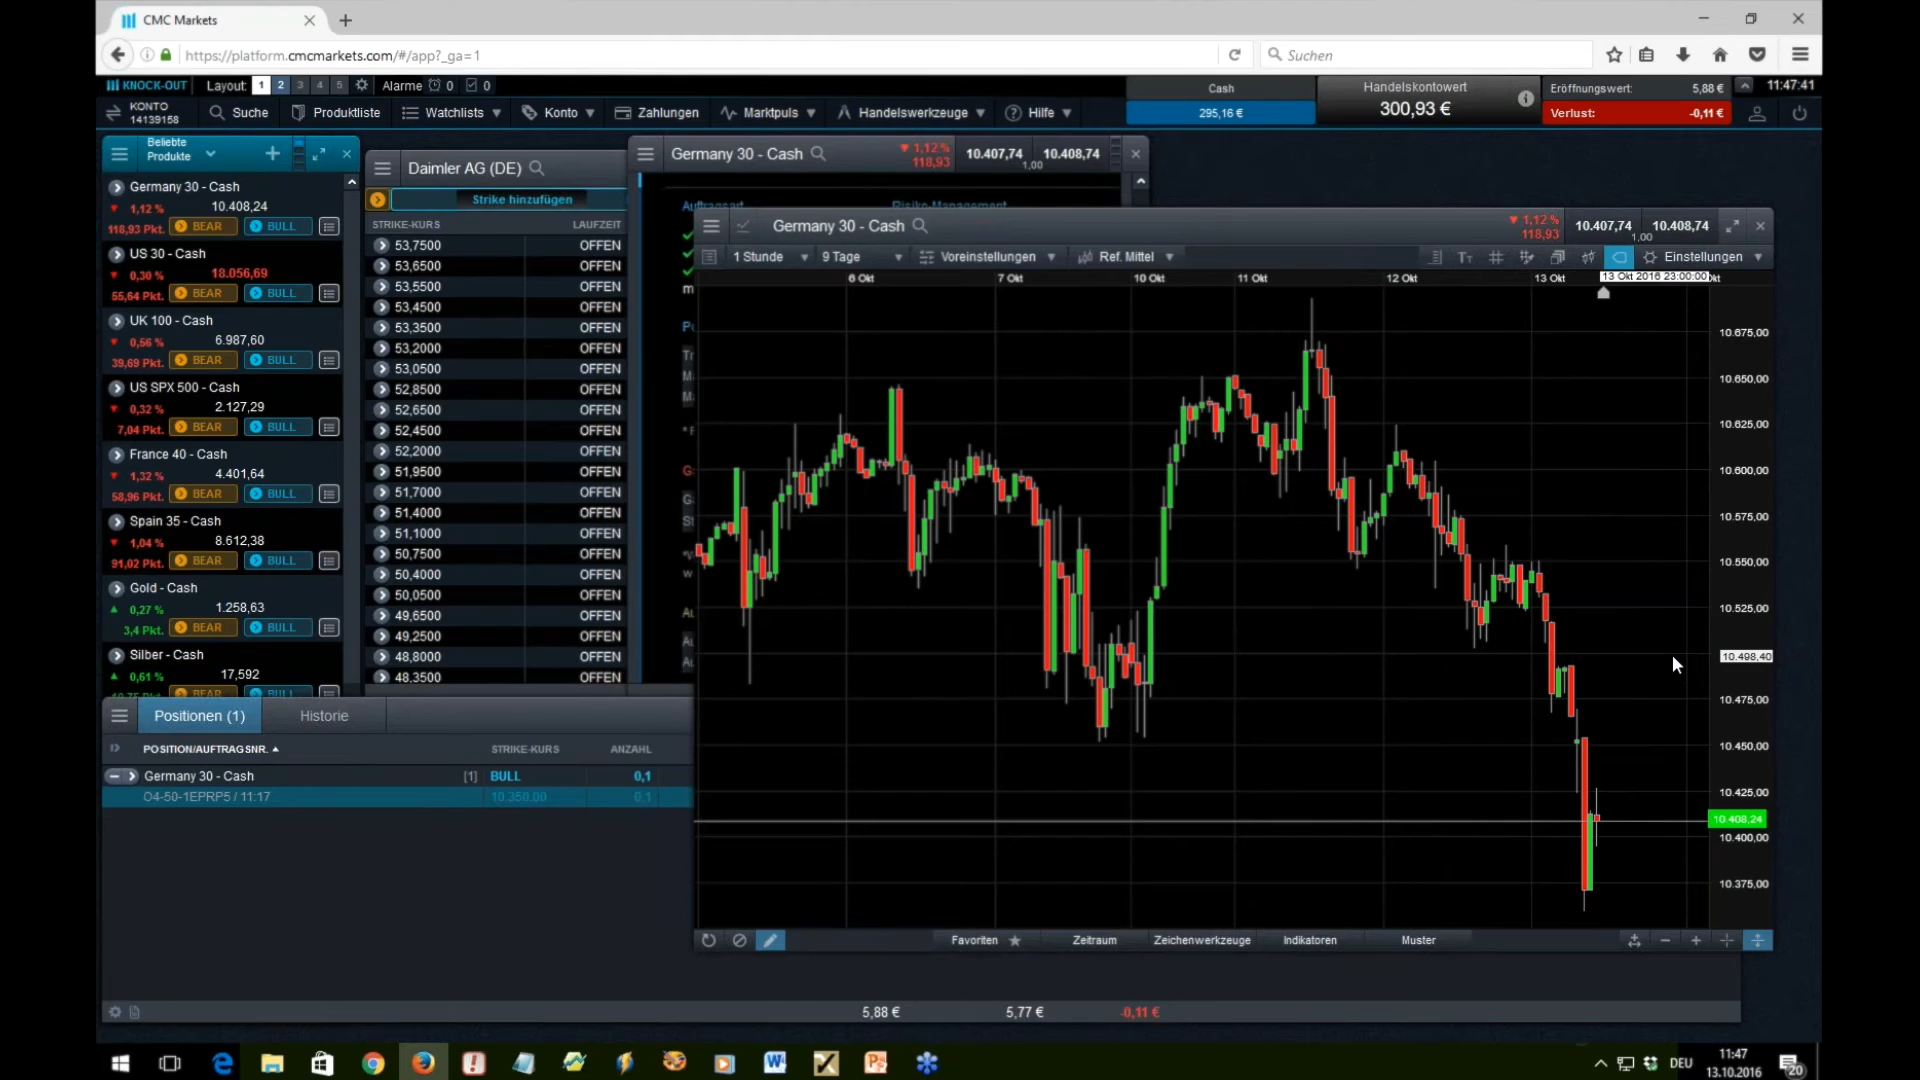 CMC Markets
https://platform.cmcmarkets.com/#/app?_ga=1
Suchen
KNOCK-OUT Layout: 1 2 3 4 5 Alarme 0 0
Cash
295,16 €
Handelskontowert
300,93 €
Eröffnungswert: 5,88 €
Verlust: -0,11 €
11:47:41
KONTO
14139158
Suche Produktliste Watchlists Konto Zahlungen Marktpuls Handelswerkzeuge Hilfe
Beliebte
Produkte
Germany 30 - Cash
1,12 % 10.408,24
118,93 Pkt. BEAR BULL
US 30 - Cash
0,30 % 18.056,69
55,64 Pkt. BEAR BULL
UK 100 - Cash
0,56 % 6.987,60
39,69 Pkt. BEAR BULL
US SPX 500 - Cash
0,32 % 2.127,29
7,04 Pkt. BEAR BULL
France 40 - Cash
1,32 % 4.401,64
58,96 Pkt. BEAR BULL
Spain 35 - Cash
1,04 % 8.612,38
91,02 Pkt. BEAR BULL
Gold - Cash
0,27 % 1.258,63
3,4 Pkt. BEAR BULL
Silber - Cash
0,61 % 17,592
BEAR BULL
Daimler AG (DE)
Strike hinzufügen
STRIKE-KURS LAUFZEIT
53,7500 OFFEN
53,6500 OFFEN
53,5500 OFFEN
53,4500 OFFEN
53,3500 OFFEN
53,2000 OFFEN
53,0500 OFFEN
52,8500 OFFEN
52,6500 OFFEN
52,4500 OFFEN
52,2000 OFFEN
51,9500 OFFEN
51,7000 OFFEN
51,4000 OFFEN
51,1000 OFFEN
50,7500 OFFEN
50,4000 OFFEN
50,0500 OFFEN
49,6500 OFFEN
49,2500 OFFEN
48,8000 OFFEN
48,3500 OFFEN
Germany 30 - Cash
1,12%
118,93
10.407,74 1,00 10.408,74
Auftragsart Risiko-Management
Germany 30 - Cash
1,12%
118,93
10.407,74 1,00 10.408,74
1 Stunde 9 Tage Voreinstellungen Ref. Mittel Einstellungen
6 Okt 7 Okt 10 Okt 11 Okt 12 Okt 13 Okt 13 Okt 2016 23:00:00
10.675,00
10.650,00
10.625,00
10.600,00
10.575,00
10.550,00
10.525,00
10.498,40
10.475,00
10.450,00
10.425,00
10.408,24
10.400,00
10.375,00
Favoriten Zeitraum Zeichenwerkzeuge Indikatoren Muster
Positionen (1) Historie
POSITION/AUFTRAGSNR. STRIKE-KURS ANZAHL
Germany 30 - Cash [1] BULL 0,1
O4-50-1EPRP5 / 11:17 10.350,00 0,1
5,88 € 5,77 € -0,11 €
DEU
11:47
13.10.2016
20